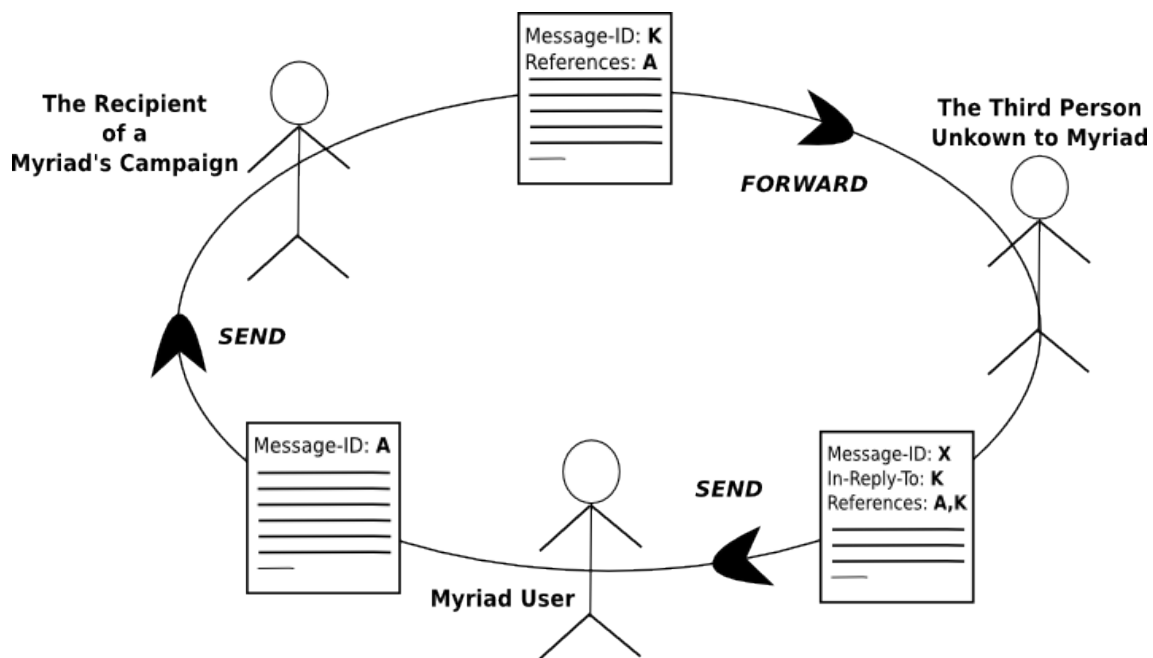 Message-ID: K
References: A
The Recipient
of a
Myriad's Campaign
The Third Person
Unkown to Myriad
FORWARD
SEND
Message-ID: A
SEND
Message-ID: X
In-Reply-To: K
References: A,K
Myriad User